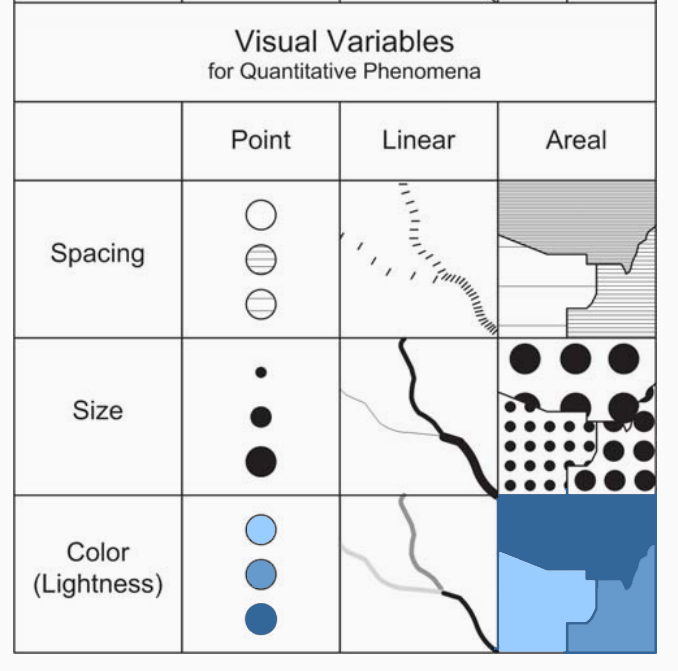 Visual Variables
for Quantitative Phenomena
Point Linear Areal
Spacing
Size
Color
(Lightness)